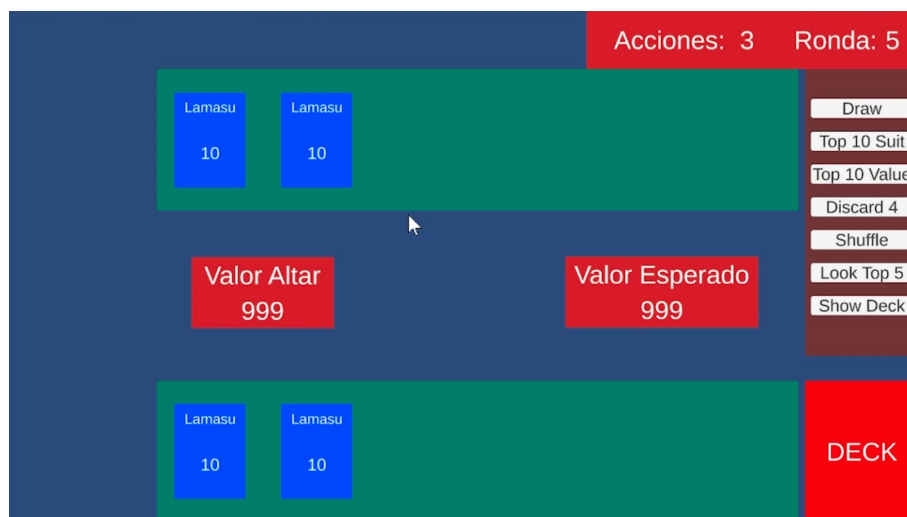 Acciones: 3 Ronda: 5
Lamasu Lamasu
10 10
Draw
Top 10 Suit
Top 10 Value
Discard 4
Shuffle
Look Top 5
Show Deck
Valor Altar
999
Valor Esperado
999
Lamasu Lamasu
10 10
DECK